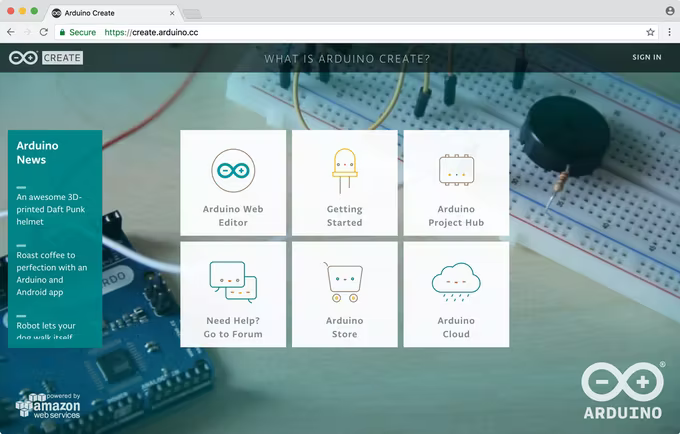 Arduino Create
Secure https://create.arduino.cc
CREATE
WHAT IS ARDUINO CREATE?
SIGN IN
Arduino
News
An awesome 3D-
printed Daft Punk
helmet
Roast coffee to
perfection with an
Arduino and
Android app
Robot lets your
dog walk itself
Arduino Web
Editor
Getting
Started
Arduino
Project Hub
Need Help?
Go to Forum
Arduino
Store
Arduino
Cloud
powered by
amazon
web services
ARDUINO